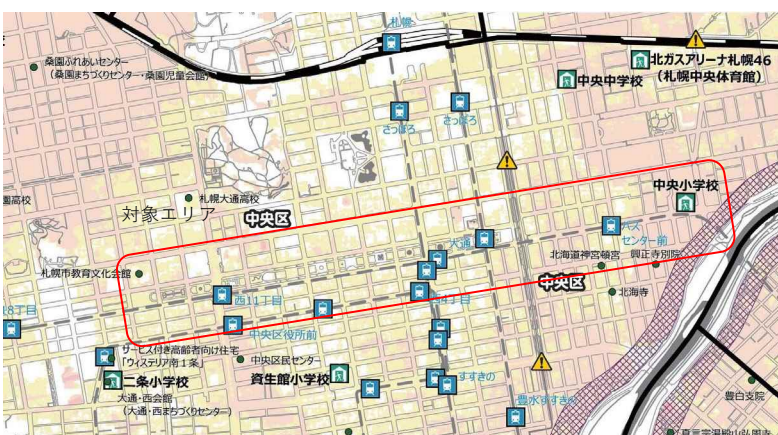 札幌
桑園ふれあいセンター
(桑園まちづくりセンター・桑園児童会館)
北ガスアリーナ札幌46
(札幌中央体育館)
中央中学校
さっぽろ
さっぽろ
札幌大通高校
中央小学校
対象エリア
中央区
バス
センター前
大通
北海道神宮頓宮
興正寺別院
札幌市教育文化会館
中央区
北海寺
西11丁目
西4丁目
18丁目
中央区役所前
サービス付き高齢者向け住宅
「ウィステリア南1条」
中央区民センター
二条小学校
資生館小学校
すすきの
大通・西会館
(大通・西まちづくりセンター)
豊水すすきの
豊白支院